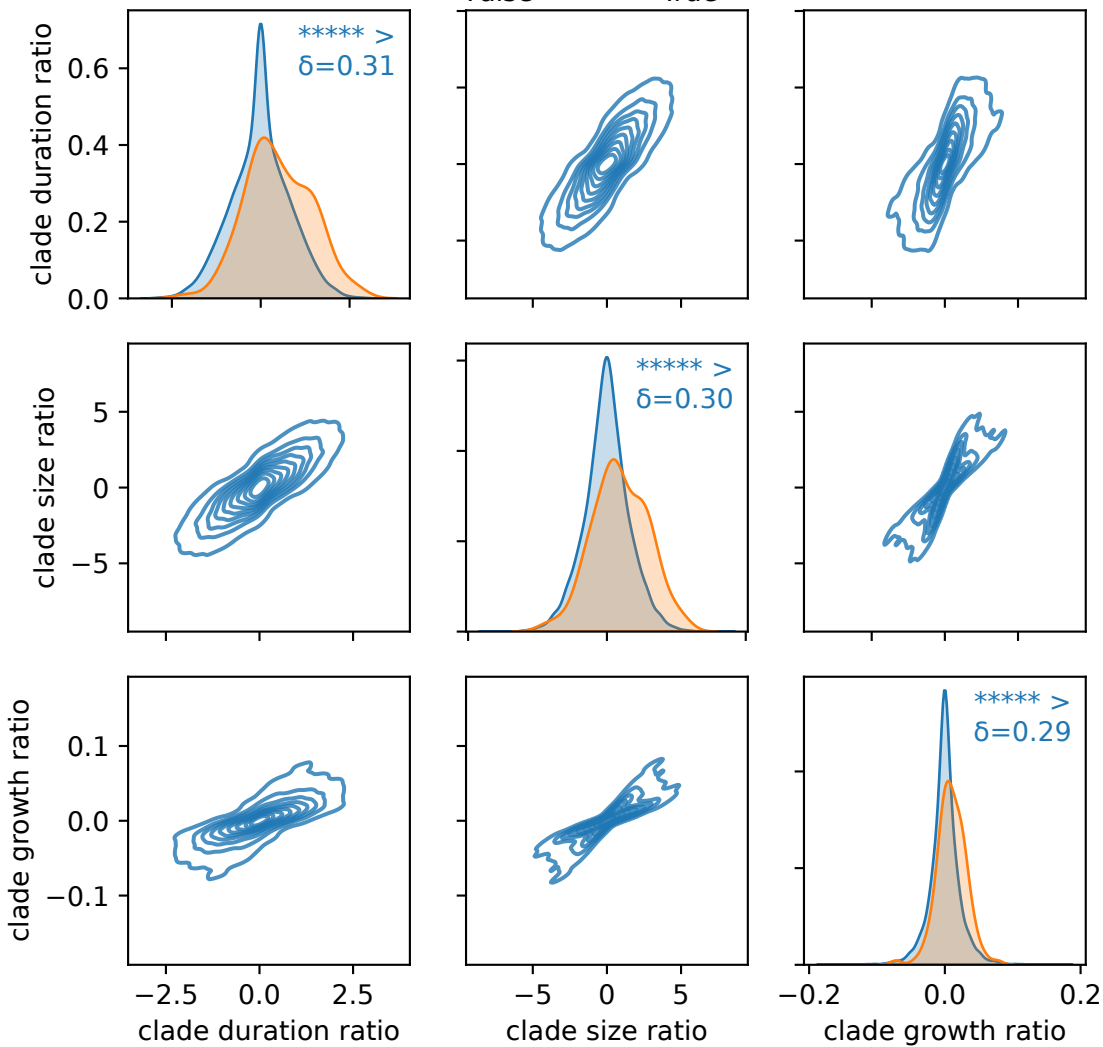 ***** >
δ=0.31
clade duration ratio
0.6
0.4
0.2
0.0
***** >
δ=0.30
clade size ratio
5
0
−5
***** >
δ=0.29
clade growth ratio
0.1
0.0
−0.1
−2.5 0.0 2.5 −5 0 5 −0.2 0.0 0.2
clade duration ratio clade size ratio clade growth ratio